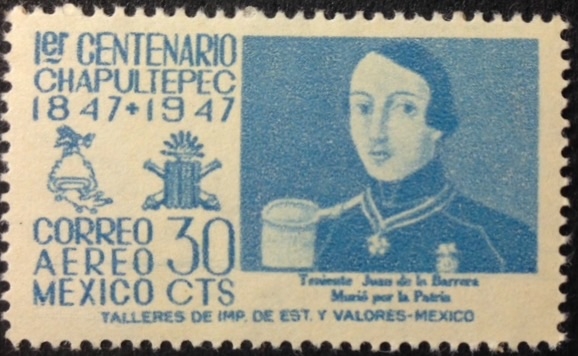 1er CENTENARIO
CHAPULTEPEC
1847+1947
CORREO
AEREO
MEXICO
30
CTS
Teniente Juan de la Barrera
Murió por la Patria
TALLERES DE IMP. DE EST. Y VALORES-MEXICO